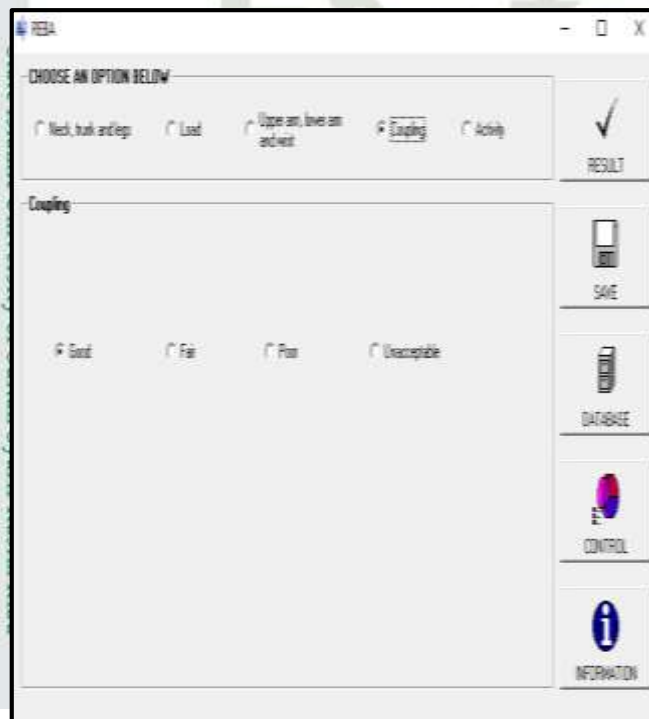 REBA
CHOOSE AN OPTION BELOW
Neck, trunk and legs
Load
Upper arm, lower arm
and wrist
Coupling
Activity
RESULT
Coupling
SAVE
Good
Fair
Poor
Unacceptable
DATABASE
CONTROL
INFORMATION